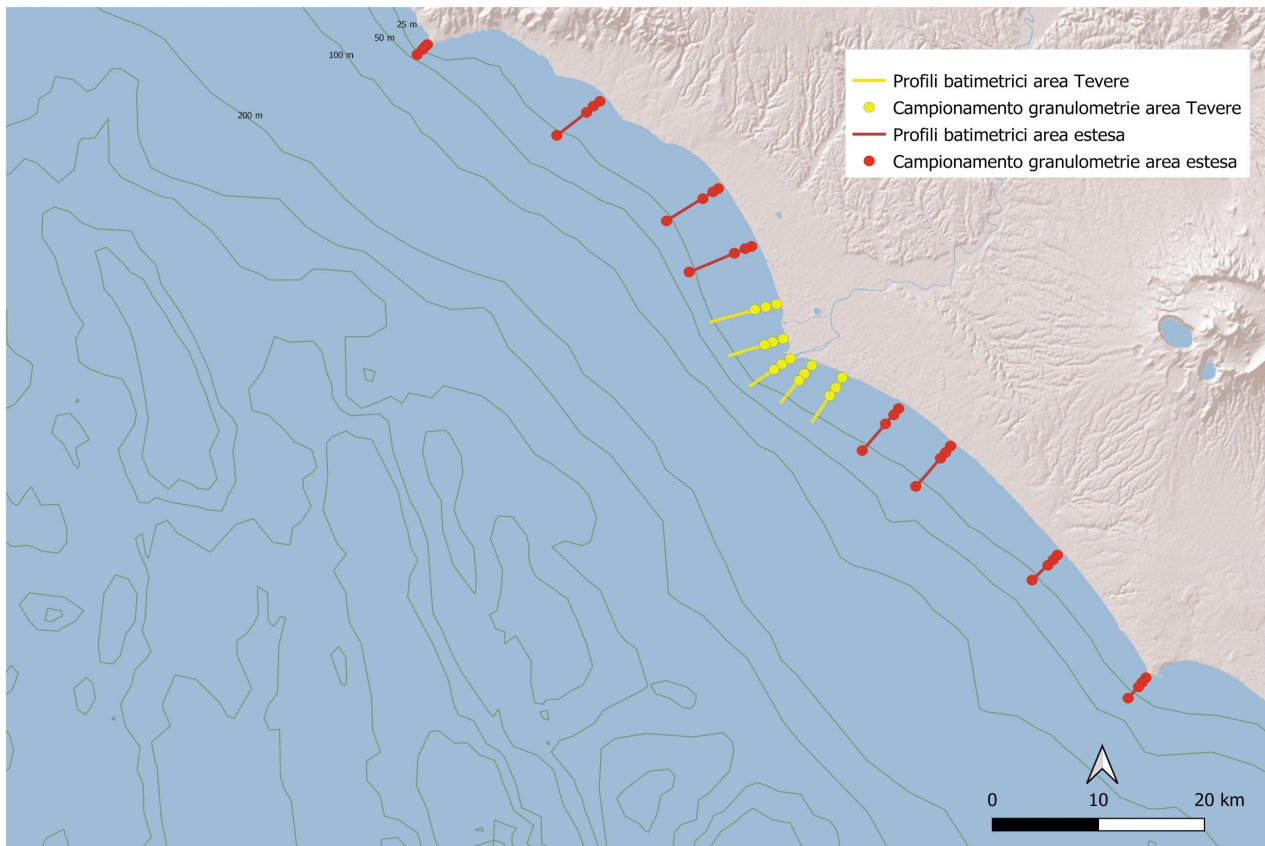 25 m
50 m
100 m
200 m
Profili batimetrici area Tevere
Campionamento granulometrie area Tevere
Profili batimetrici area estesa
Campionamento granulometrie area estesa
0 10 20 km